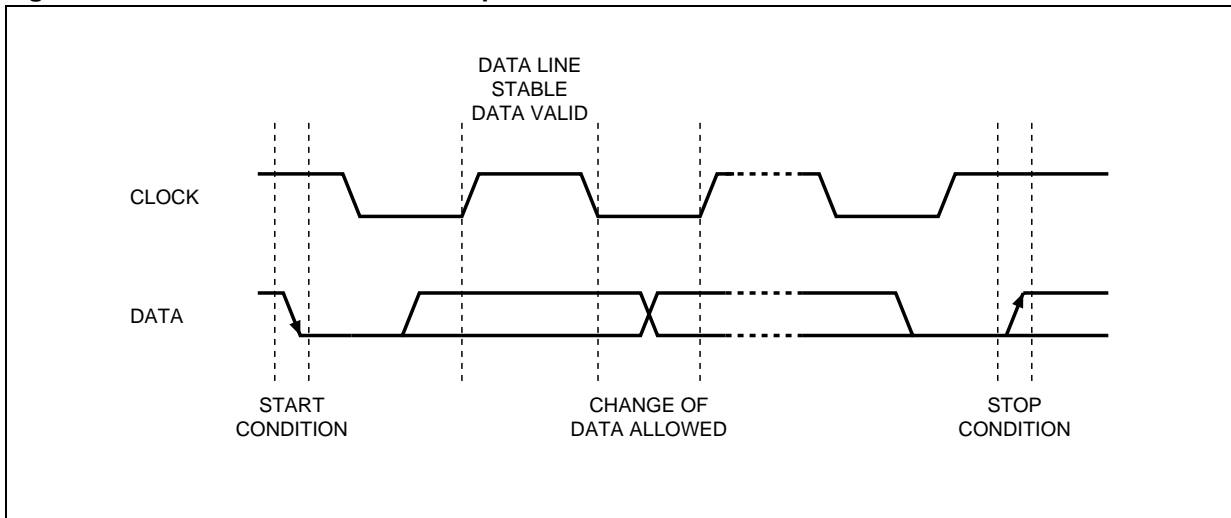 DATA LINE
STABLE
DATA VALID
CLOCK
DATA
START
CONDITION
CHANGE OF
DATA ALLOWED
STOP
CONDITION